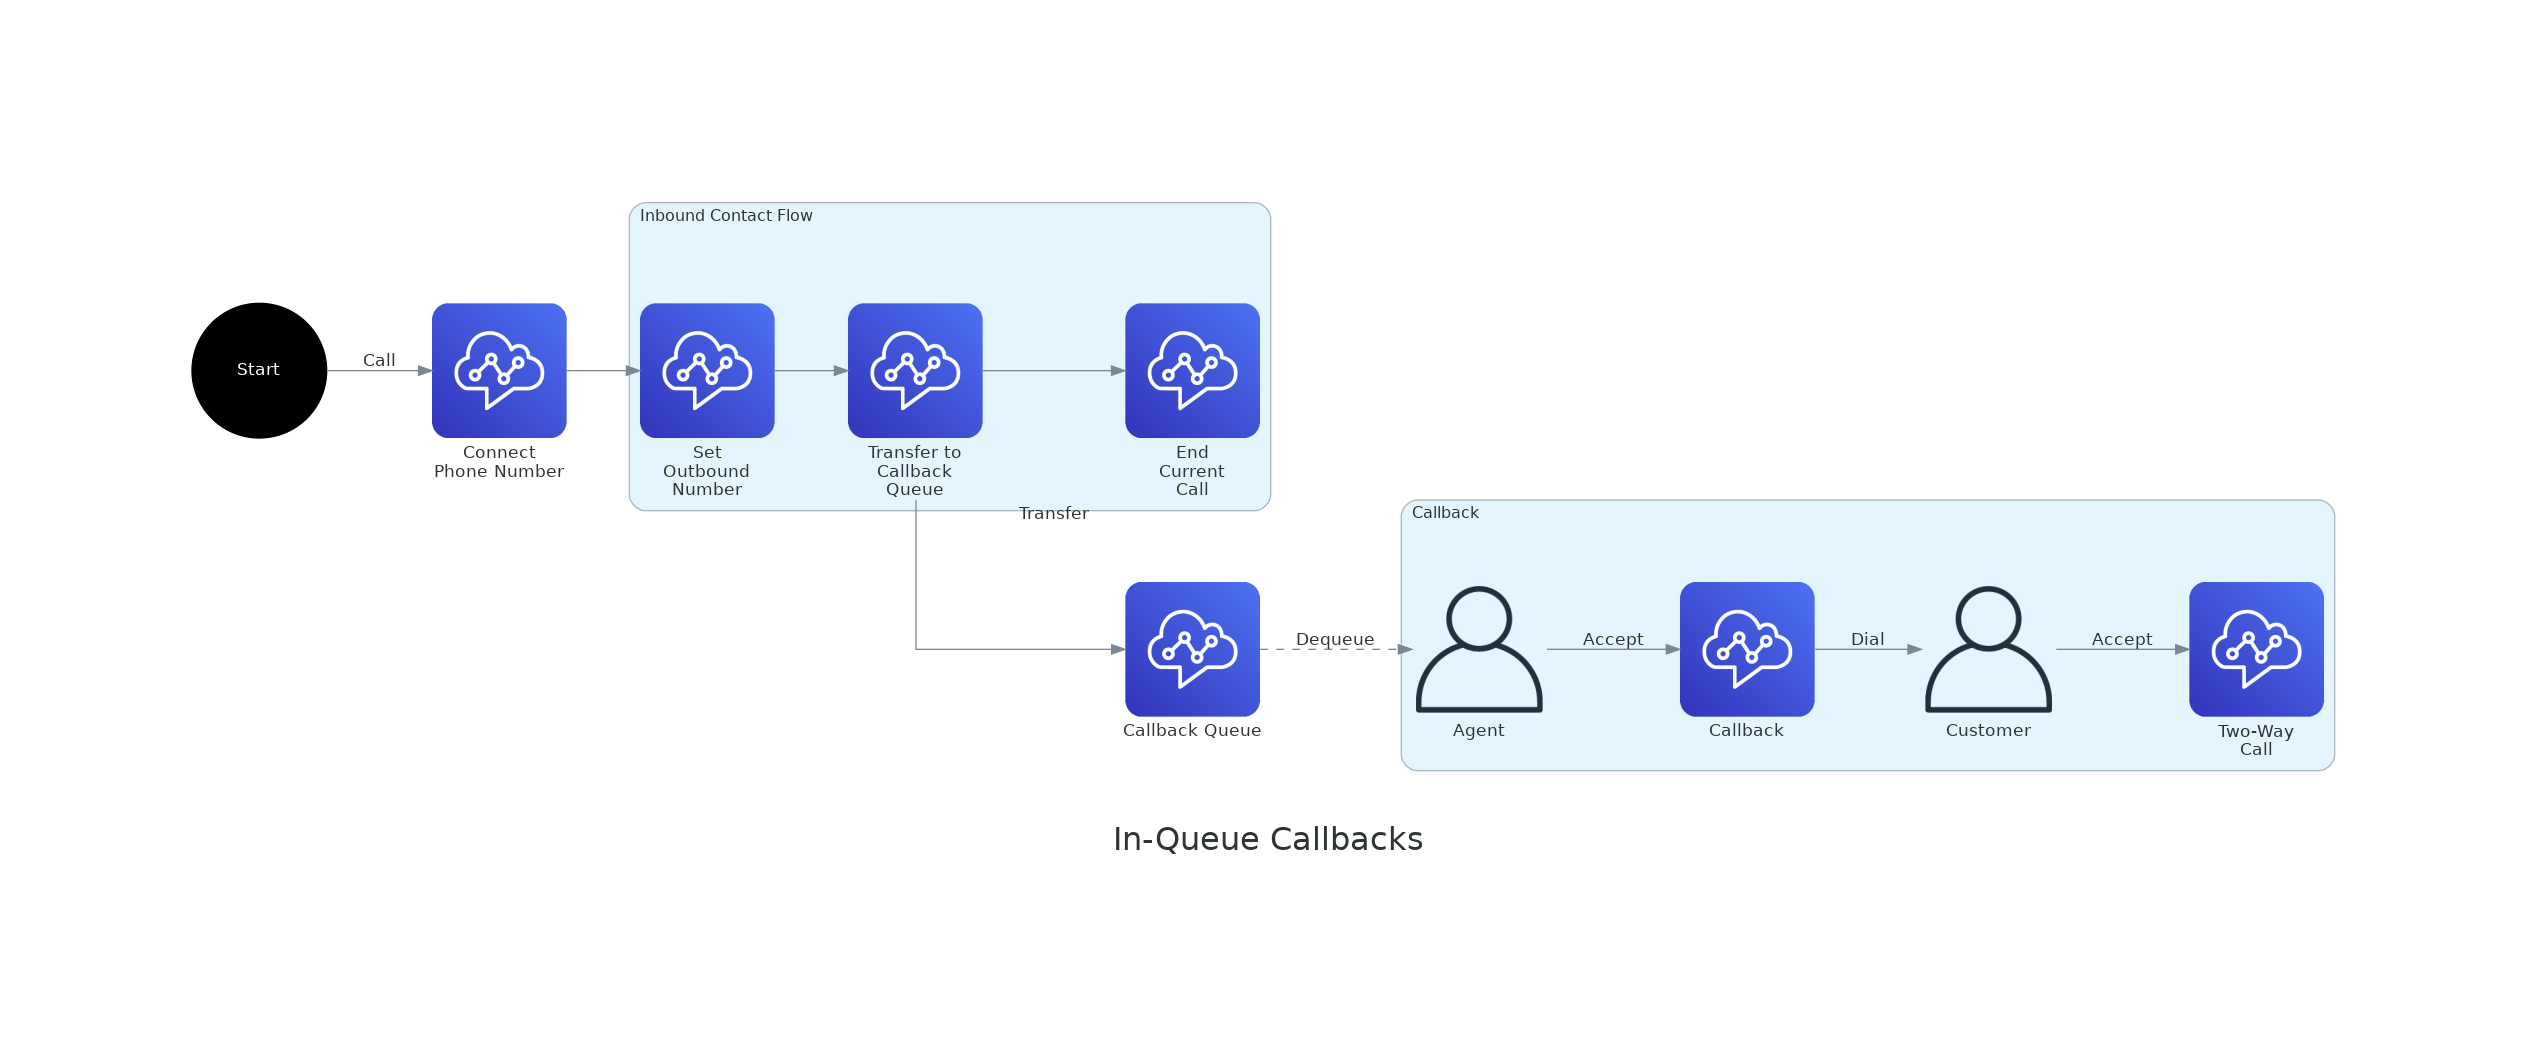 Inbound Contact Flow
Start
Call
Connect
Phone Number
Set
Outbound
Number
Transfer to
Callback
Queue
End
Current
Call
Transfer
Callback
Callback Queue
Dequeue
Agent
Accept
Callback
Dial
Customer
Accept
Two-Way
Call
In-Queue Callbacks